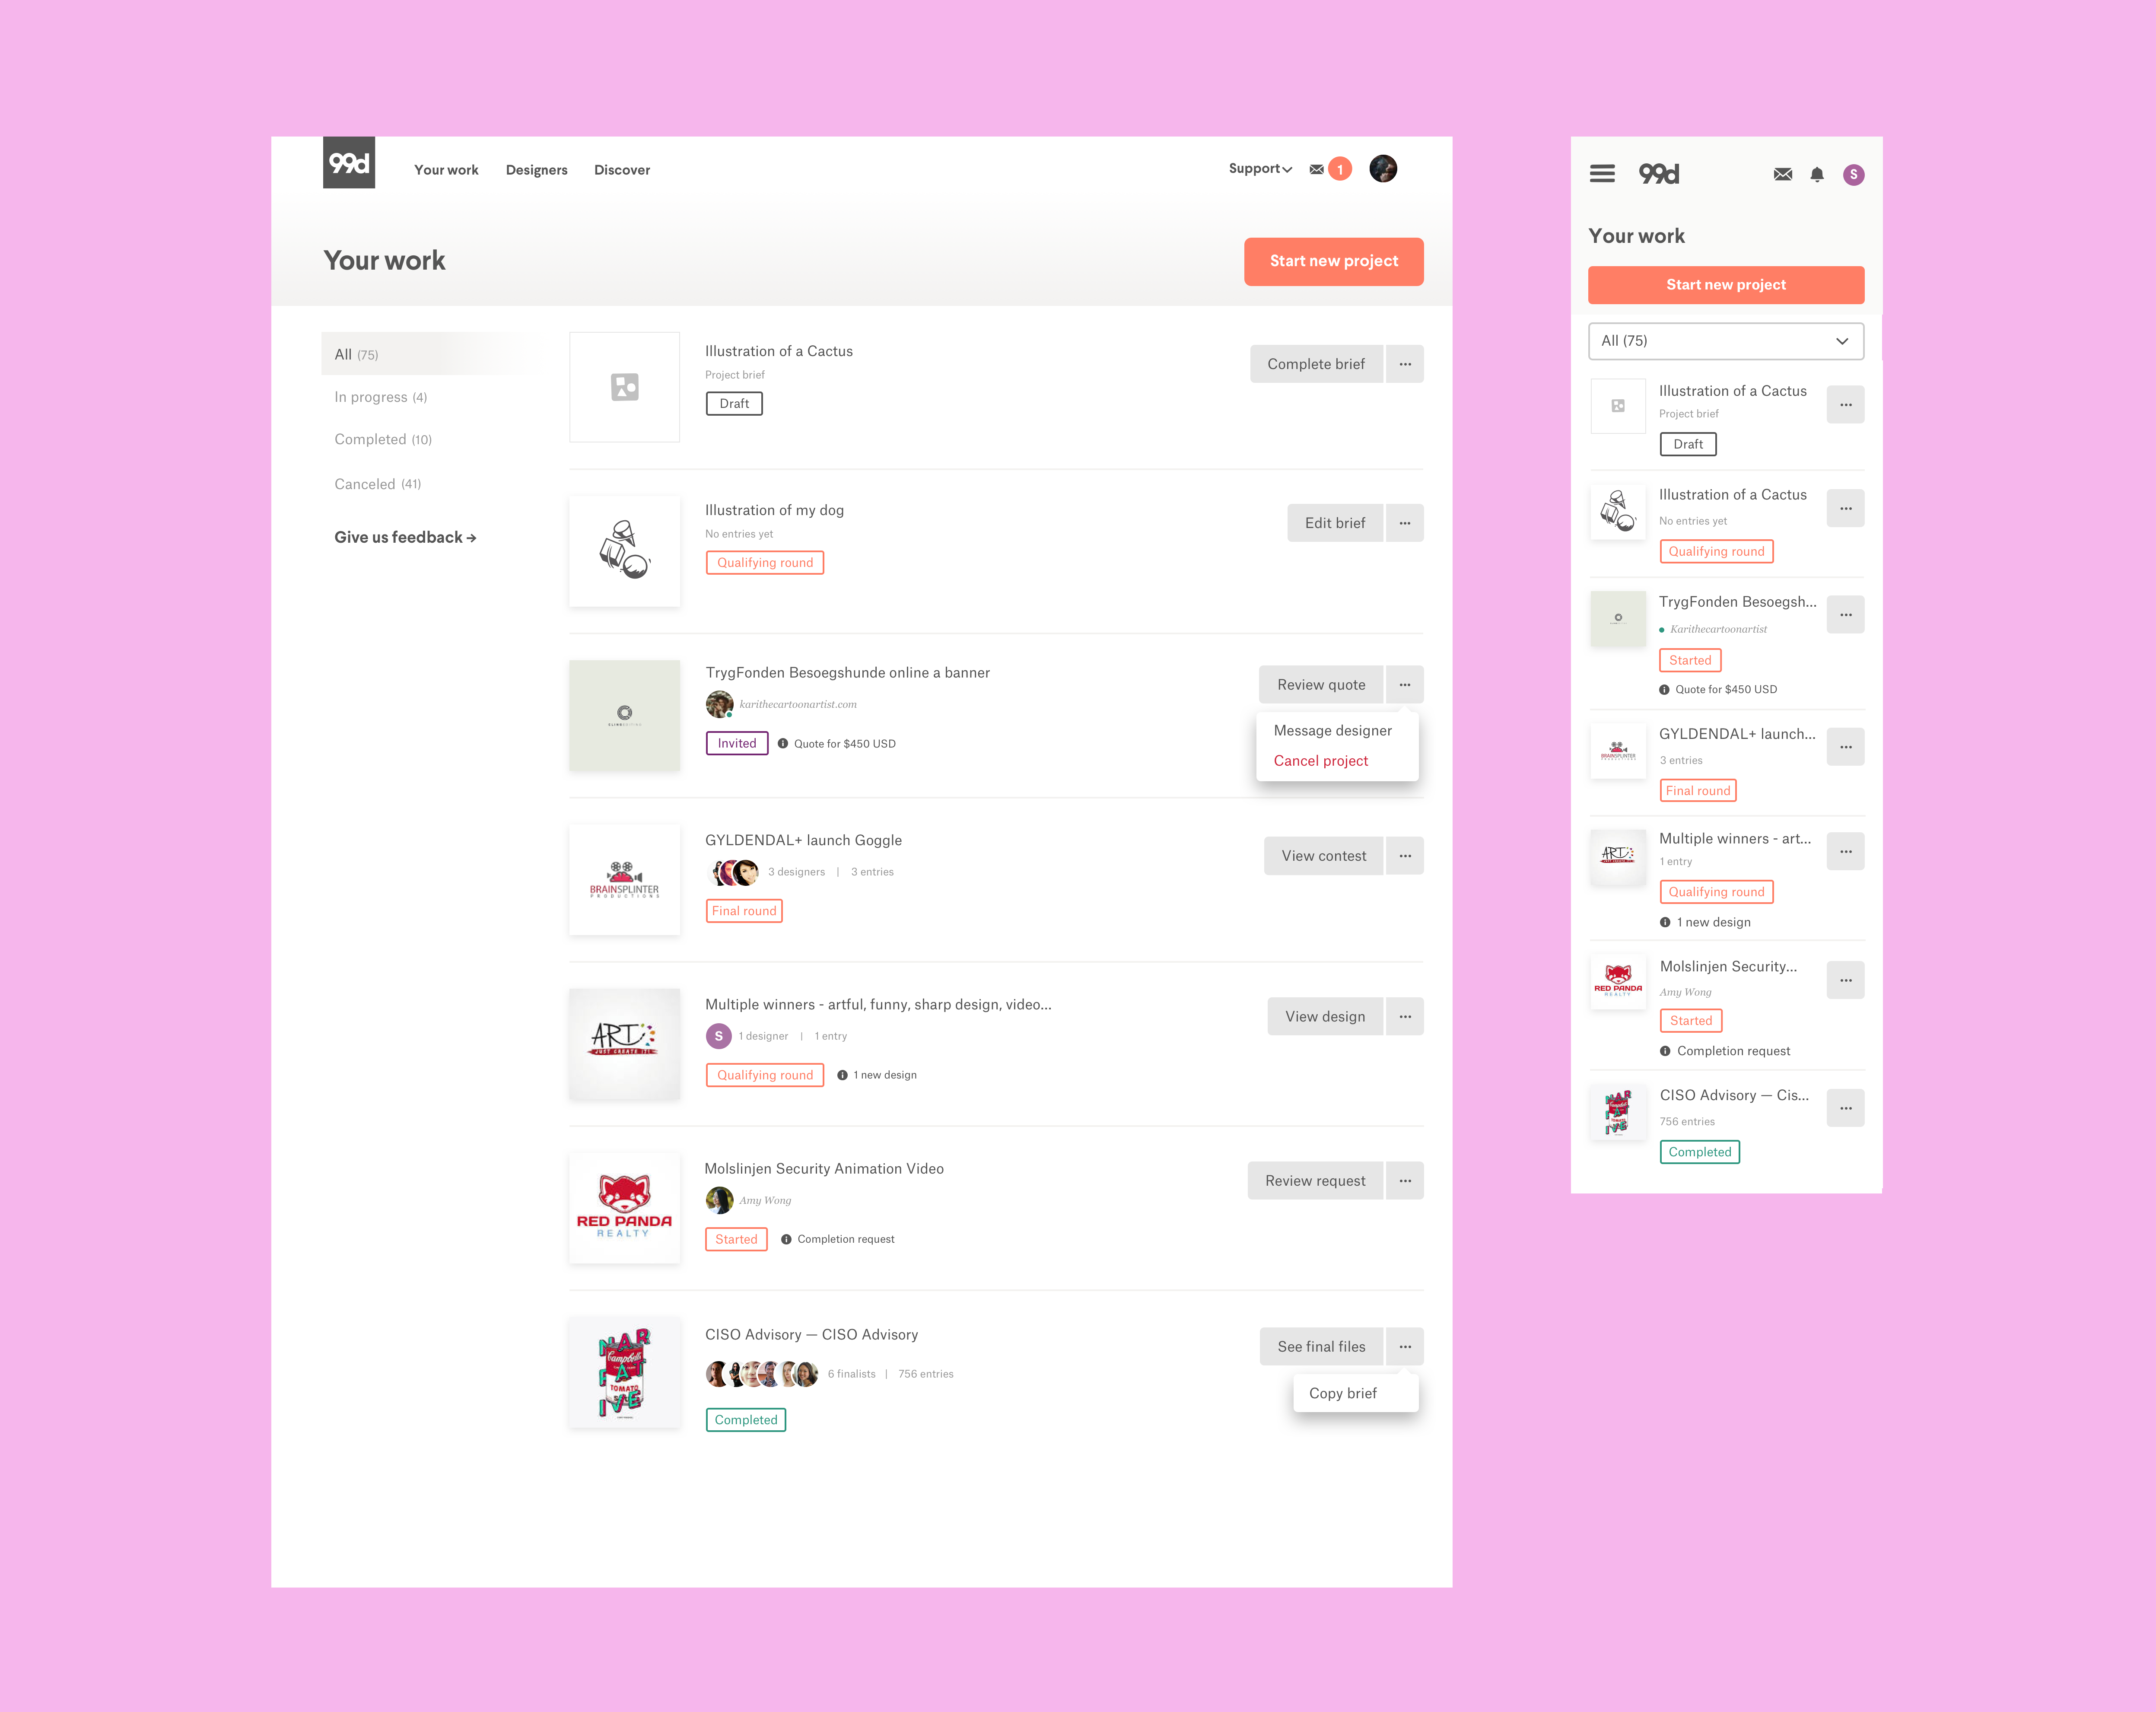 99d
Your work
Designers
Discover
Support
1
Your work
Start new project
All (75)
In progress (4)
Completed (10)
Canceled (41)
Give us feedback →
Illustration of a Cactus
Project brief
Draft
Complete brief
...
Illustration of my dog
No entries yet
Qualifying round
Edit brief
...
TrygFonden Besoegshunde online a banner
karithecartoonartist.com
Invited
Quote for $450 USD
Review quote
...
Message designer
Cancel project
BRAINSPLINTER
PRODUCTIONS
GYLDENDAL+ launch Goggle
3 designers | 3 entries
Final round
View contest
...
ART
JUST CREATE IT!
Multiple winners - artful, funny, sharp design, video...
S
1 designer | 1 entry
Qualifying round
1 new design
View design
...
RED PANDA
REALTY
Molslinjen Security Animation Video
Amy Wong
Started
Completion request
Review request
...
NARRATIVE
Campbell's
TOMATO
CISO Advisory — CISO Advisory
6 finalists | 756 entries
Completed
See final files
...
Copy brief
99d
S
Your work
Start new project
All (75)
Illustration of a Cactus
Project brief
Draft
...
Illustration of a Cactus
No entries yet
Qualifying round
...
TrygFonden Besoegsh...
Karithecartoonartist
Started
Quote for $450 USD
...
BRAINSPLINTER
GYLDENDAL+ launch...
3 entries
Final round
...
ART
Multiple winners - art...
1 entry
Qualifying round
1 new design
...
RED PANDA
REALTY
Molslinjen Security...
Amy Wong
Started
Completion request
...
CISO Advisory — Cis...
756 entries
Completed
...